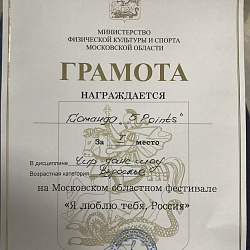 МИНИСТЕРСТВО
ФИЗИЧЕСКОЙ КУЛЬТУРЫ И СПОРТА
МОСКОВСКОЙ ОБЛАСТИ
ГРАМОТА
НАГРАЖДАЕТСЯ
Команда "5 Points"
За I место
В дисциплине Чир данс шоу
Возрастная категория Взрослые
на Московском областном фестивале
«Я люблю тебя, Россия»